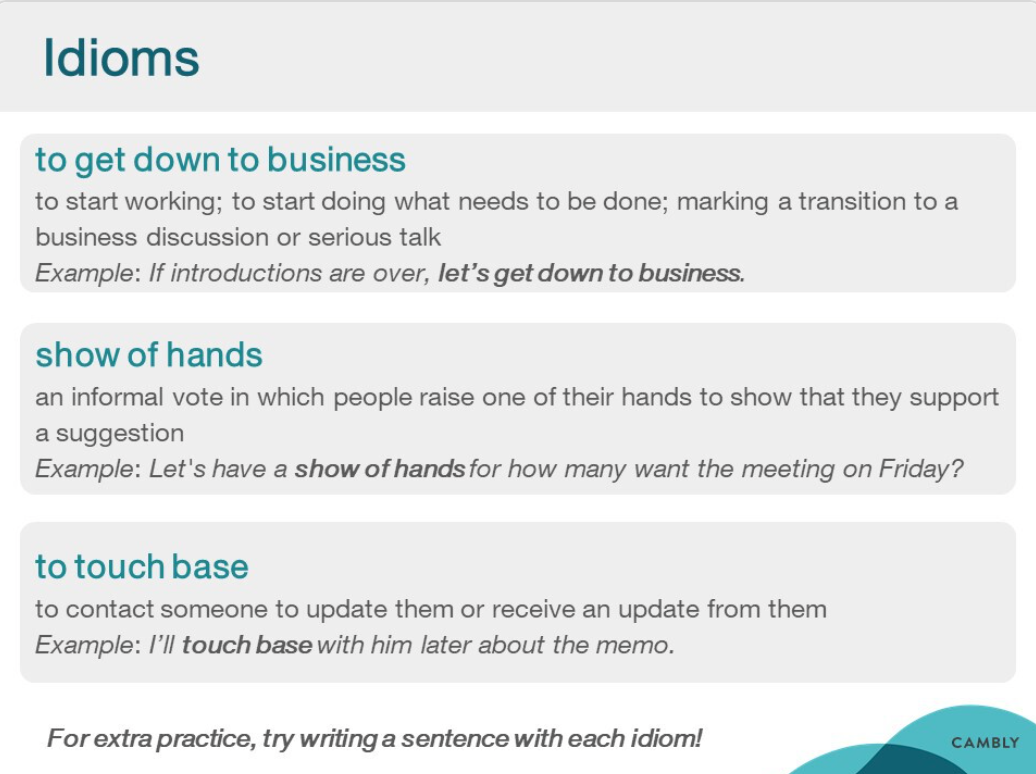 Idioms
to get down to business
to start working; to start doing what needs to be done; marking a transition to a
business discussion or serious talk
Example: If introductions are over, let’s get down to business.
show of hands
an informal vote in which people raise one of their hands to show that they support
a suggestion
Example: Let's have a show of hands for how many want the meeting on Friday?
to touch base
to contact someone to update them or receive an update from them
Example: I’ll touch base with him later about the memo.
For extra practice, try writing a sentence with each idiom!
CAMBLY